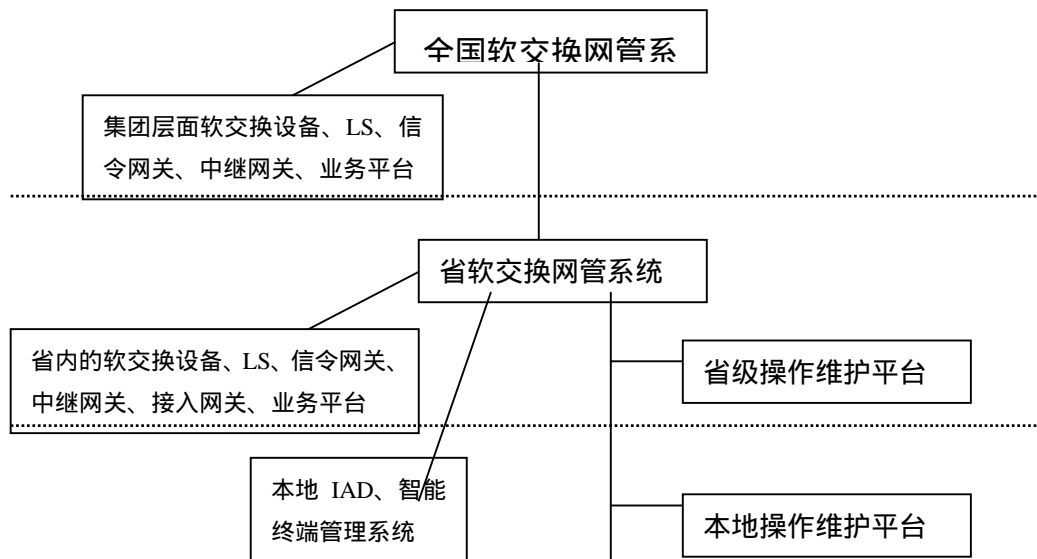 全国软交换网管系
集团层面软交换设备、LS、信
令网关、中继网关、业务平台
省软交换网管系统
省内的软交换设备、LS、信令网关、
中继网关、接入网关、业务平台
省级操作维护平台
本地 IAD、智能
终端管理系统
本地操作维护平台